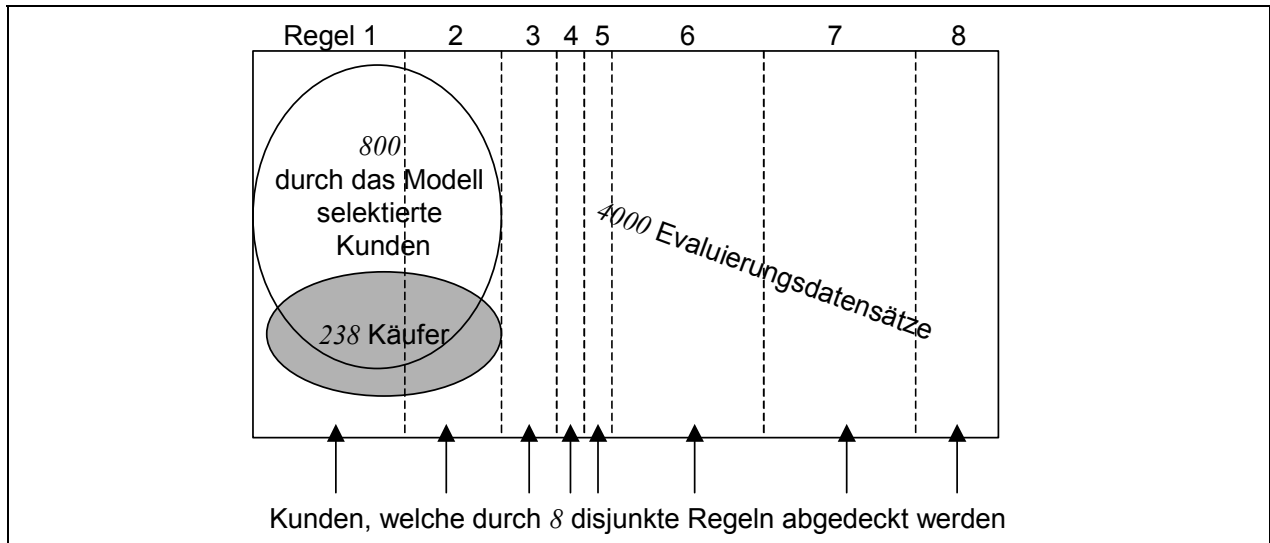 Regel 1 2 3 4 5 6 7 8
800
durch das Modell
selektierte
Kunden
4000 Evaluierungsdatensätze
238 Käufer
Kunden, welche durch 8 disjunkte Regeln abgedeckt werden